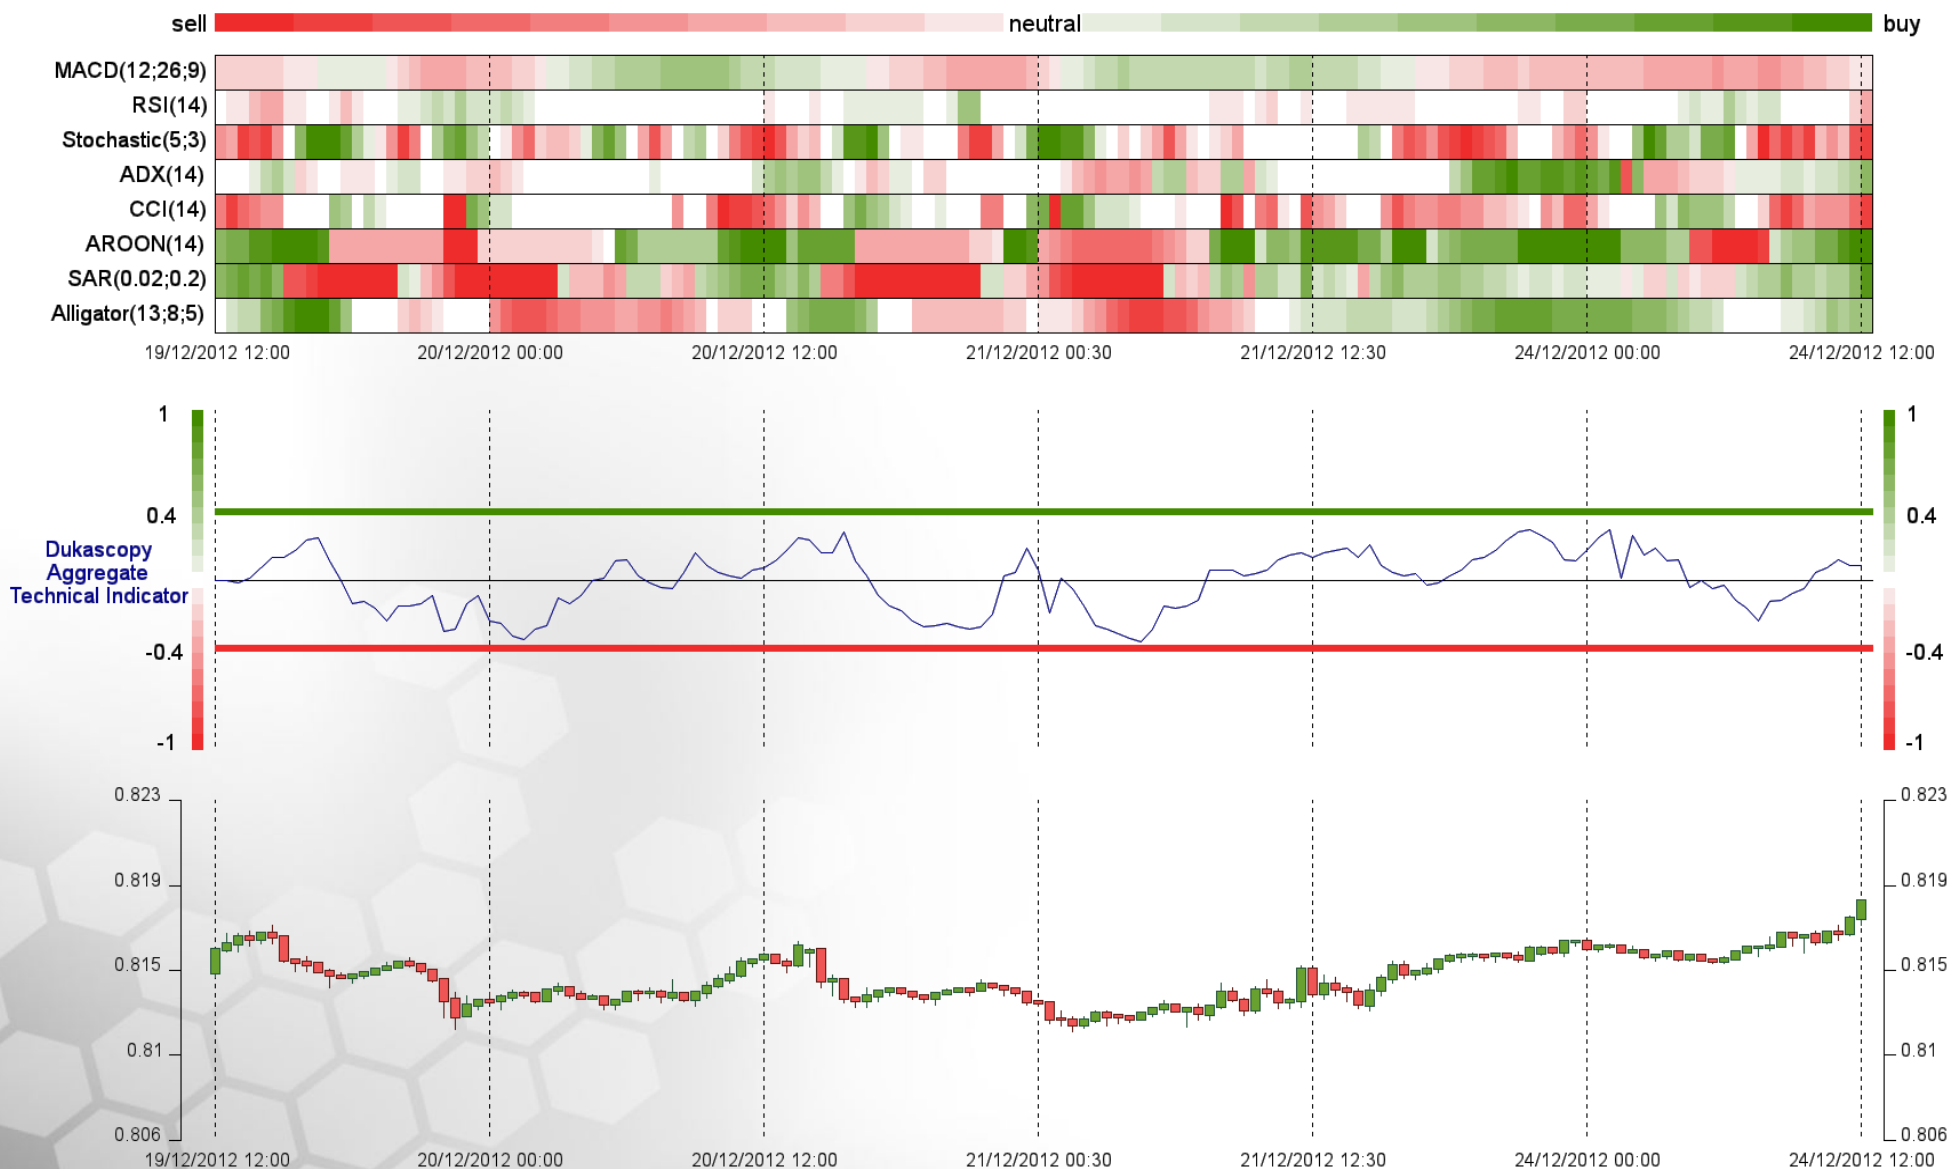 sell neutral buy
MACD(12;26;9)
RSI(14)
Stochastic(5;3)
ADX(14)
CCI(14)
AROON(14)
SAR(0.02;0.2)
Alligator(13;8;5)
19/12/2012 12:00 20/12/2012 00:00 20/12/2012 12:00 21/12/2012 00:30 21/12/2012 12:30 24/12/2012 00:00 24/12/2012 12:00
1 1
0.4 0.4
Dukascopy
Aggregate
Technical Indicator
-0.4 -0.4
-1 -1
0.823 0.823
0.819 0.819
0.815 0.815
0.81 0.81
0.806 0.806
19/12/2012 12:00 20/12/2012 00:00 20/12/2012 12:00 21/12/2012 00:30 21/12/2012 12:30 24/12/2012 00:00 24/12/2012 12:00